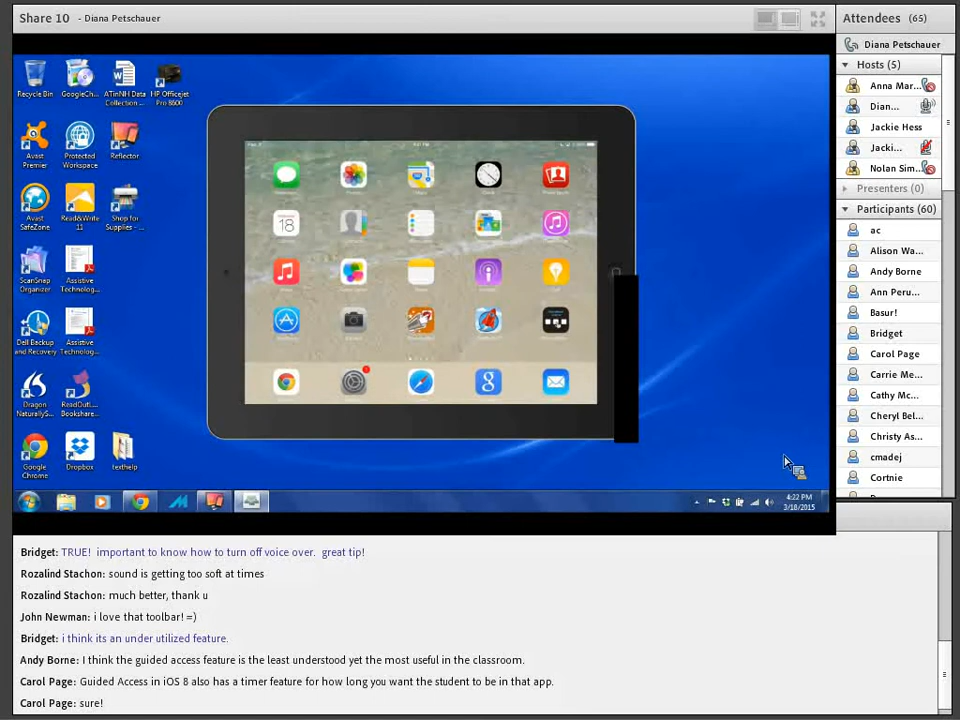 Share 10 - Diana Petschauer
Attendees (65)
Diana Petschauer
Hosts (5)
Anna Mar...
Dian...
Jackie Hess
Jacki...
Nolan Sim...
Presenters (0)
Participants (60)
ac
Alison Wa...
Andy Borne
Ann Peru...
Basur!
Bridget
Carol Page
Carrie Me...
Cathy Mc...
Cheryl Bel...
Christy As...
cmadej
Cortnie
Recycle Bin
GoogleCh...
ATinNH Data
Collection ...
HP Officejet
Pro 8600
Avast
Premier
Protected
Workspace
Reflector
Avast
SafeZone
Read&Write
11
Shop for
Supplies - ...
ScanSnap
Organizer
Assistive
Technolog...
Dell Backup
and Recovery
Assistive
Technolog...
Dragon
NaturallyS...
ReadOutL...
Bookshare...
Google
Chrome
Dropbox
texthelp
18
8
4:22 PM
3/18/2015
Bridget: TRUE! important to know how to turn off voice over. great tip!
Rozalind Stachon: sound is getting too soft at times
Rozalind Stachon: much better, thank u
John Newman: i love that toolbar! =)
Bridget: i think its an under utilized feature.
Andy Borne: I think the guided access feature is the least understood yet the most useful in the classroom.
Carol Page: Guided Access in iOS 8 also has a timer feature for how long you want the student to be in that app.
Carol Page: sure!